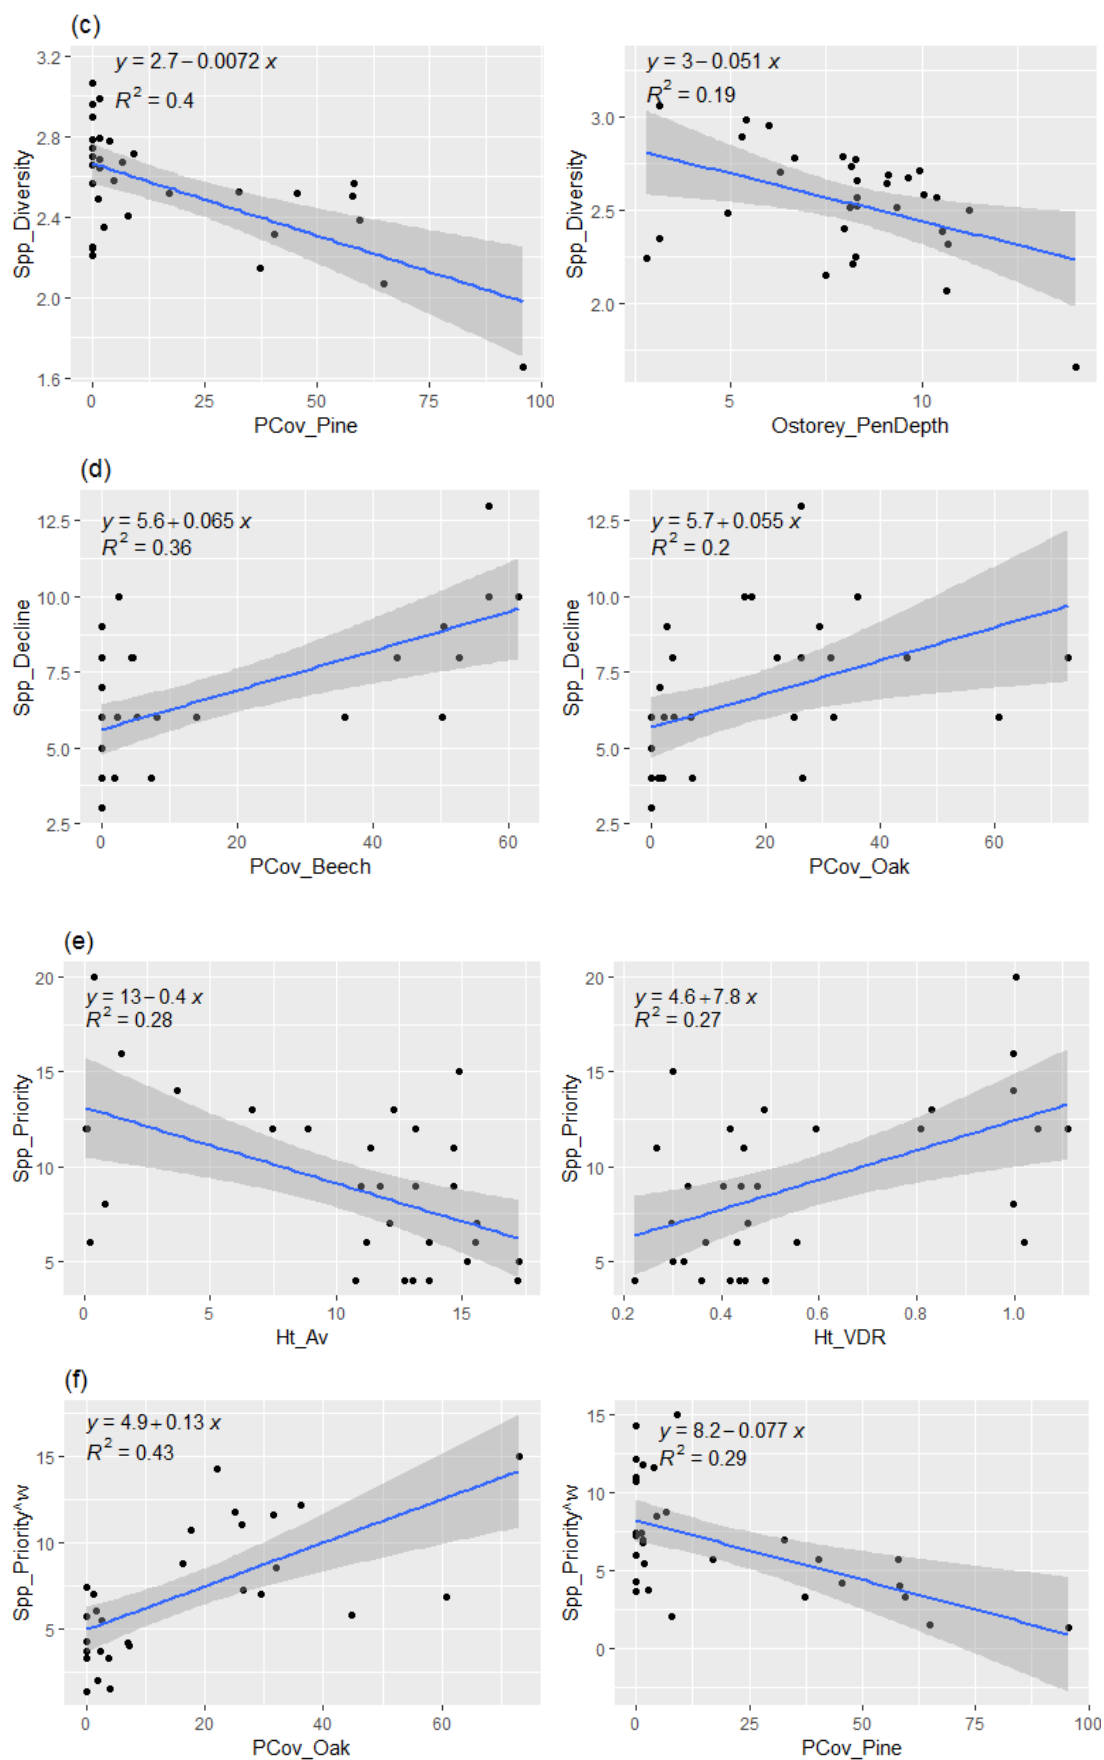 (c)
y = 2.7 − 0.0072 x
R² = 0.4
3.2
2.8
2.4
2.0
1.6
Spp_Diversity
0 25 50 75 100
PCov_Pine
y = 3 − 0.051 x
R² = 0.19
3.0
2.5
2.0
Spp_Diversity
5 10
Ostorey_PenDepth
(d)
y = 5.6 + 0.065 x
R² = 0.36
12.5
10.0
7.5
5.0
2.5
Spp_Decline
0 20 40 60
PCov_Beech
y = 5.7 + 0.055 x
R² = 0.2
12.5
10.0
7.5
5.0
2.5
Spp_Decline
0 20 40 60
PCov_Oak
(e)
y = 13 − 0.4 x
R² = 0.28
20
15
10
5
Spp_Priority
0 5 10 15
Ht_Av
y = 4.6 + 7.8 x
R² = 0.27
20
15
10
5
Spp_Priority
0.2 0.4 0.6 0.8 1.0
Ht_VDR
(f)
y = 4.9 + 0.13 x
R² = 0.43
15
10
5
Spp_Priority^w
0 20 40 60
PCov_Oak
y = 8.2 − 0.077 x
R² = 0.29
15
10
5
0
Spp_Priority^w
0 25 50 75 100
PCov_Pine